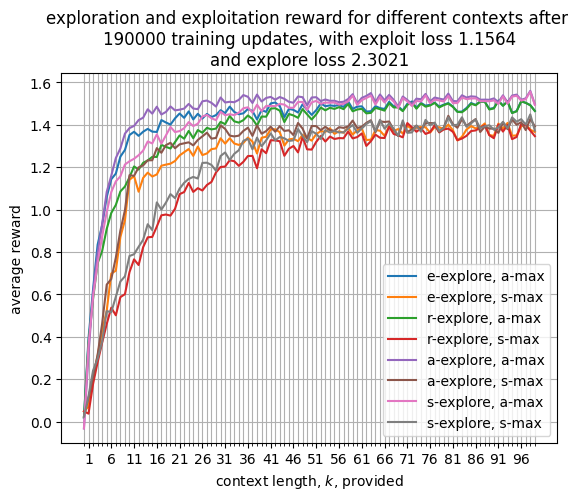 exploration and exploitation reward for different contexts after
190000 training updates, with exploit loss 1.1564
and explore loss 2.3021
1.6
1.4
1.2
1.0
0.8
0.6
0.4
0.2
0.0
average reward
e-explore, a-max
e-explore, s-max
r-explore, a-max
r-explore, s-max
a-explore, a-max
a-explore, s-max
s-explore, a-max
s-explore, s-max
1 6 11 16 21 26 31 36 41 46 51 56 61 66 71 76 81 86 91 96
context length, k, provided